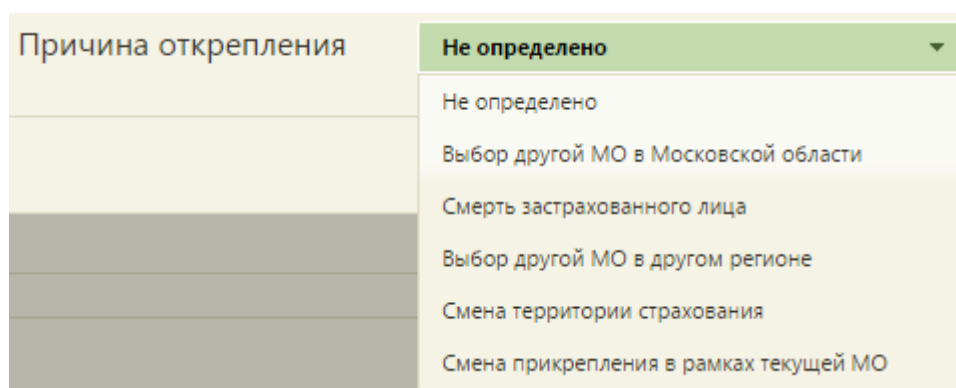 Причина открепления
Не определено
Не определено
Выбор другой МО в Московской области
Смерть застрахованного лица
Выбор другой МО в другом регионе
Смена территории страхования
Смена прикрепления в рамках текущей МО